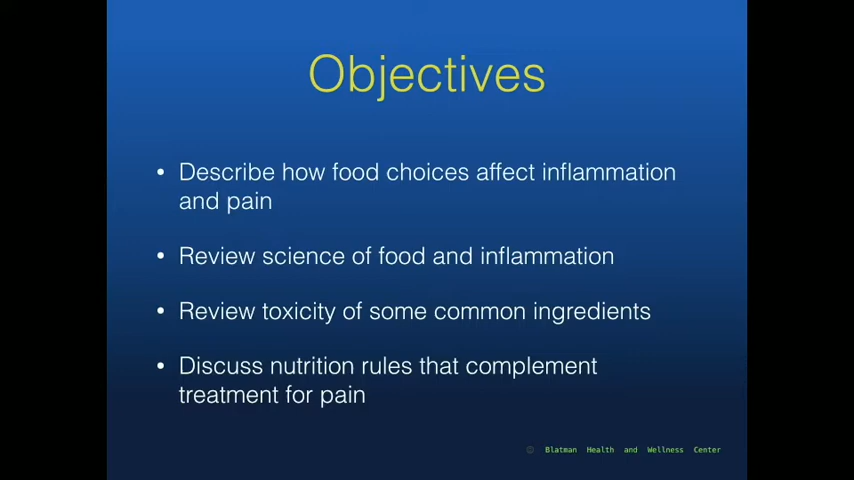 Objectives
• Describe how food choices affect inflammation
and pain
• Review science of food and inflammation
• Review toxicity of some common ingredients
• Discuss nutrition rules that complement
treatment for pain
Blatman Health and Wellness Center